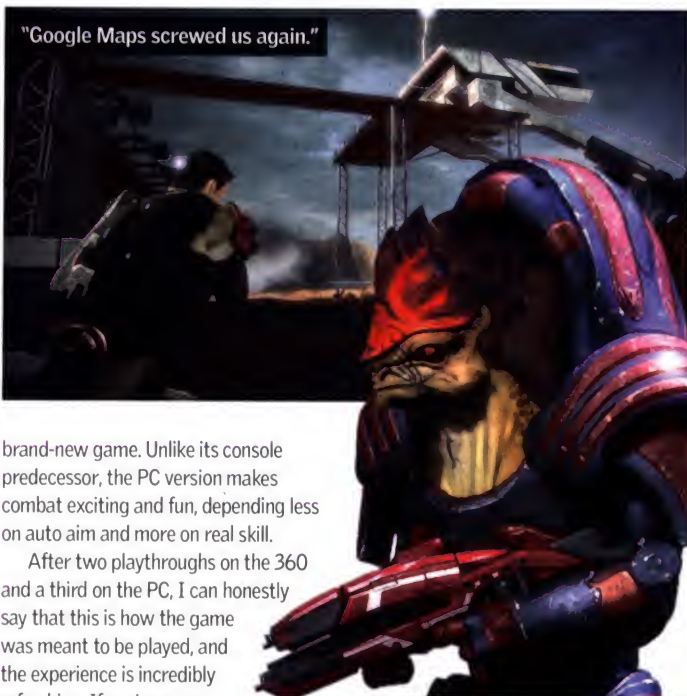 "Google Maps screwed us again."
brand-new game. Unlike its console
predecessor, the PC version makes
combat exciting and fun, depending less
on auto aim and more on real skill.
After two playthroughs on the 360
and a third on the PC, I can honestly
say that this is how the game
was meant to be played, and
the experience is incredibly